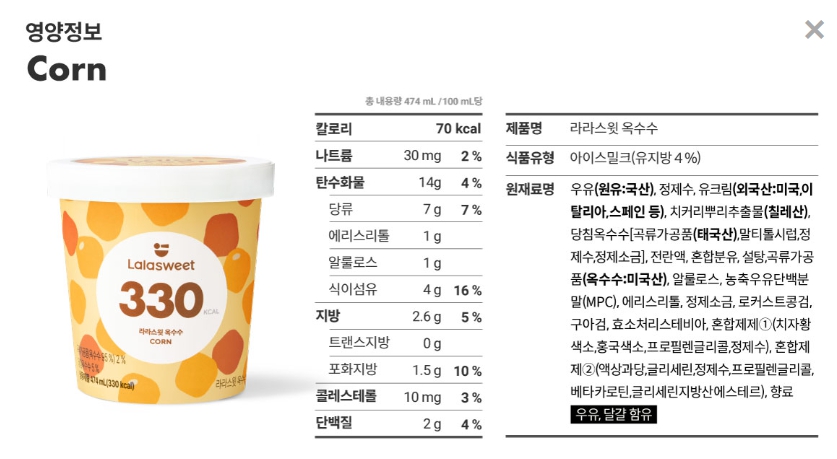 영양정보
Corn
총 내용량 474 mL /100 mL당
칼로리 70 kcal
나트륨 30 mg 2 %
탄수화물 14g 4 %
당류 7 g 7 %
에리스리톨 1 g
알룰로스 1 g
식이섬유 4 g 16 %
지방 2.6 g 5 %
트랜스지방 0 g
포화지방 1.5 g 10 %
콜레스테롤 10 mg 3 %
단백질 2 g 4 %
제품명 라라스윗 옥수수
식품유형 아이스밀크(유지방 4 %)
원재료명 우유(원유:국산), 정제수, 유크림(외국산:미국,이
탈리아,스페인 등), 치커리뿌리추출물(칠레산),
당침옥수수[곡류가공품(태국산),말티톨시럽,정
제수,정제소금], 전란액, 혼합분유, 설탕,곡류가공
품(옥수수:미국산), 알룰로스, 농축우유단백분
말(MPC), 에리스리톨, 정제소금, 로커스트콩검,
구아검, 효소처리스테비아, 혼합제제①(치자황
색소,홍국색소,프로필렌글리콜,정제수), 혼합제
제②(액상과당,글리세린,정제수,프로필렌글리콜,
베타카로틴,글리세린지방산에스테르), 향료
우유, 달걀 함유
Lalasweet
330 KCAL
라라스윗 옥수수
CORN
474 mL (330 kcal)
라라스윗 옥수